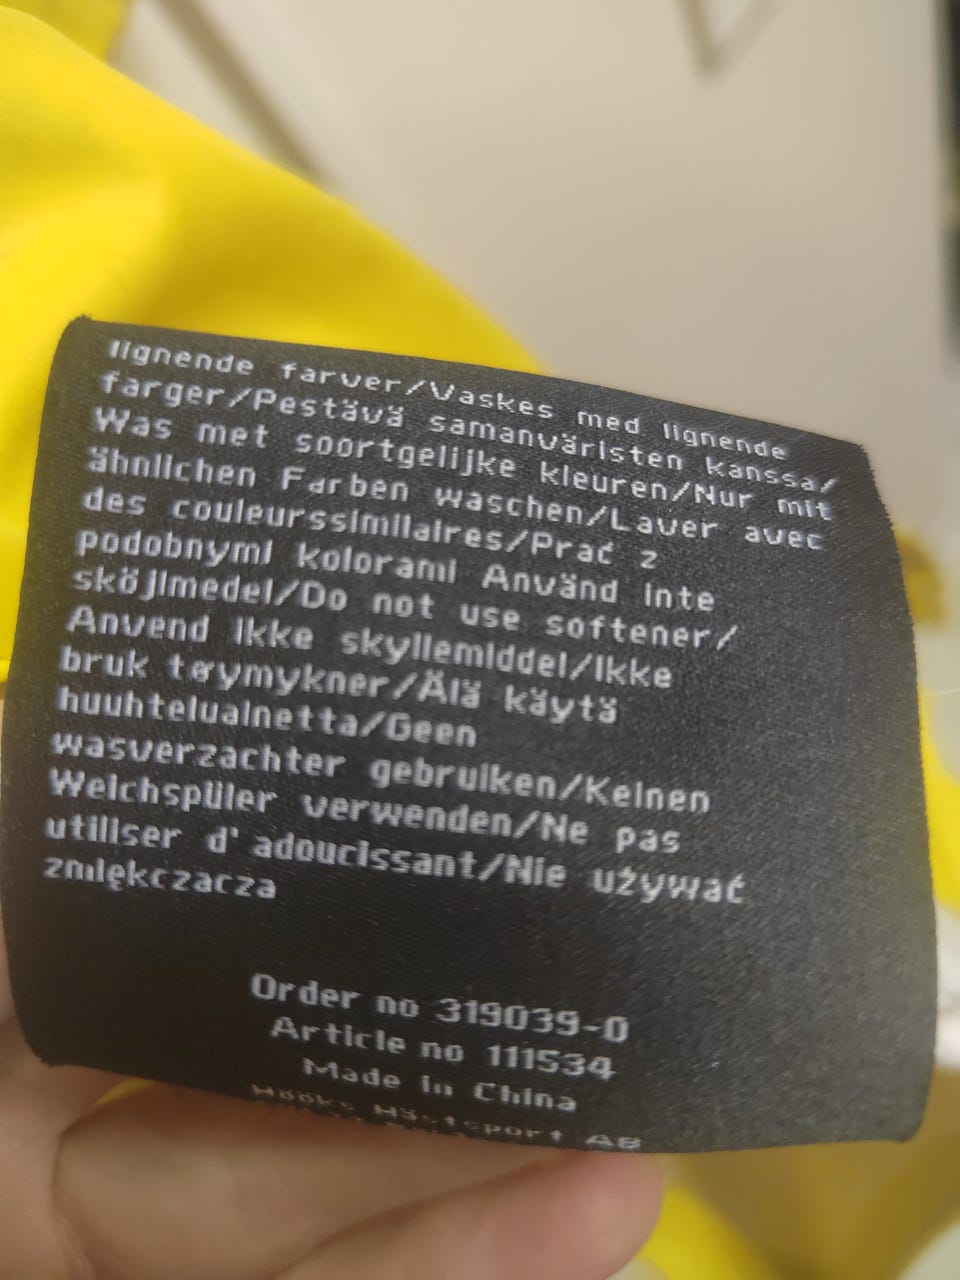 lignende farver/Vaskes med lignende
farger/Pestävä samanväristen kanssa/
Was met soortgelijke kleuren/Nur mit
ähnlichen Farben waschen/Laver avec
des couleurssimilaires/Prać z
podobnymi kolorami Använd inte
sköjlmedel/Do not use softener/
Anvend ikke skyllemiddel/Ikke
bruk tøymykner/Älä käytä
huuhteluainetta/Geen
wasverzachter gebruiken/Keinen
Weichspüler verwenden/Ne pas
utiliser d'adoucissant/Nie używać
zmiękczacza
Order no 319039-0
Article no 111534
Made in China
Hööks Hästsport AB